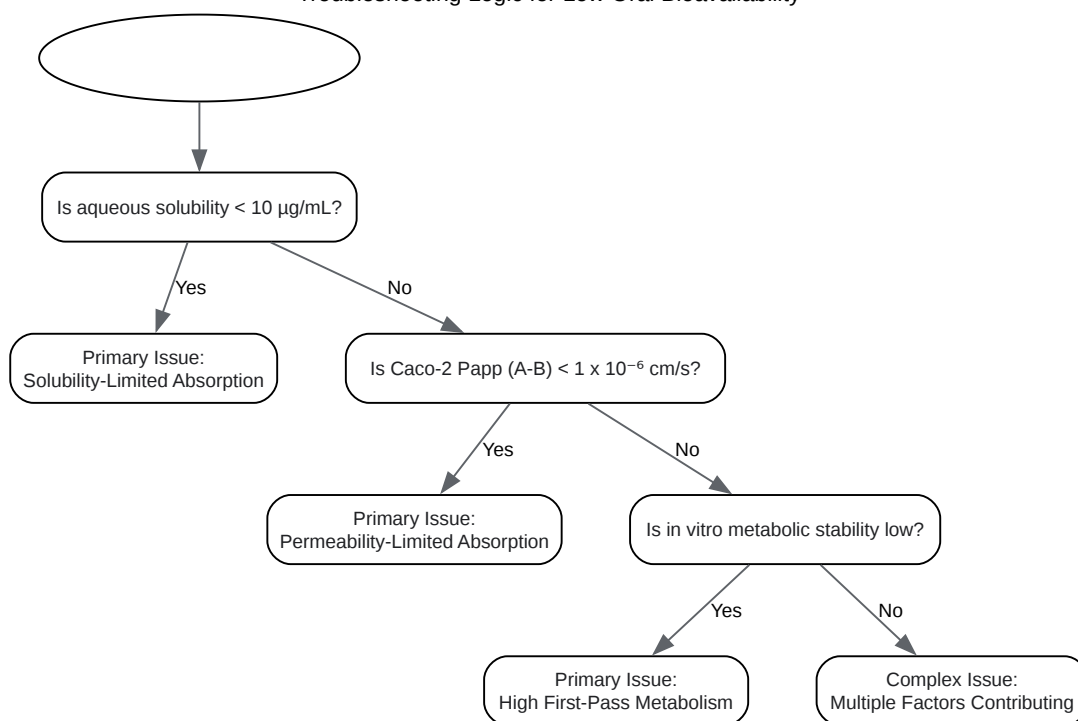 Troubleshooting Logic for Low Oral Bioavailability
Is aqueous solubility < 10 µg/mL?
Yes
No
Primary Issue:
Solubility-Limited Absorption
Is Caco-2 Papp (A-B) < 1 x 10⁻⁶ cm/s?
Yes
No
Primary Issue:
Permeability-Limited Absorption
Is in vitro metabolic stability low?
Yes
No
Primary Issue:
High First-Pass Metabolism
Complex Issue:
Multiple Factors Contributing